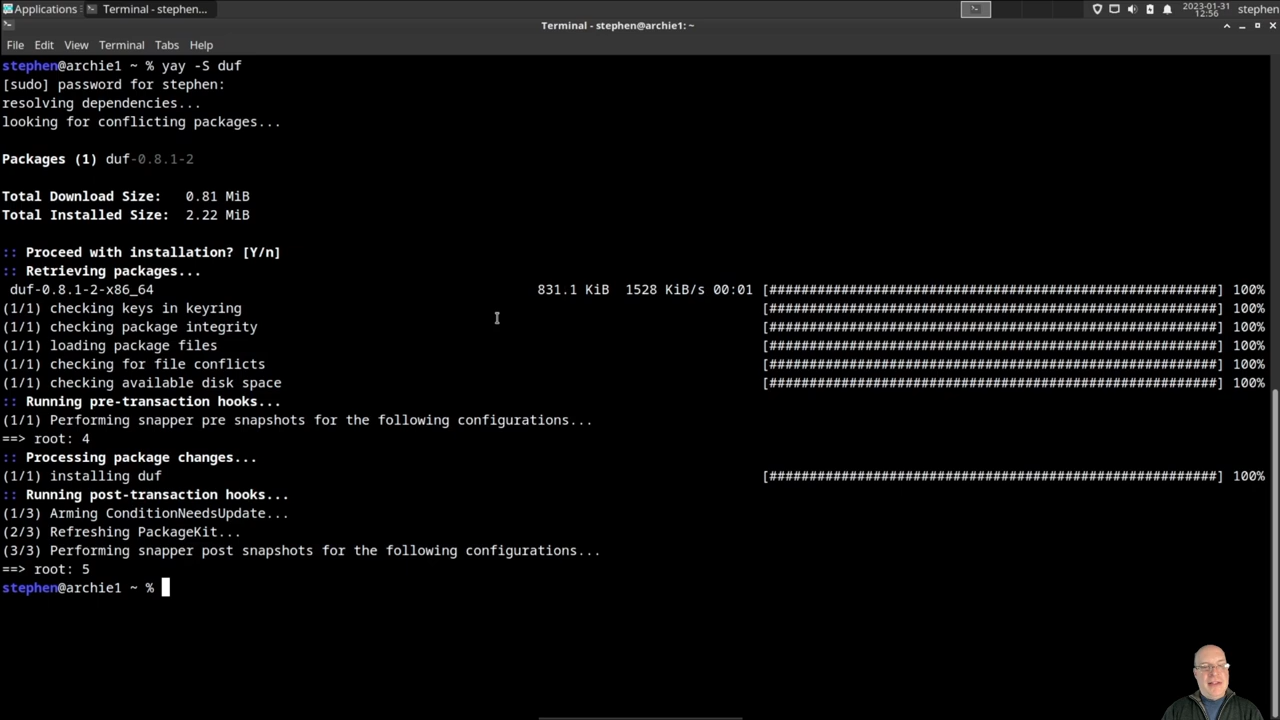 Applications
Terminal - stephen...
2023-01-31
12:56
stephen
Terminal - stephen@archie1: ~
File Edit View Terminal Tabs Help
stephen@archie1 ~ % yay -S duf
[sudo] password for stephen:
resolving dependencies...
looking for conflicting packages...
Packages (1) duf-0.8.1-2
Total Download Size:   0.81 MiB
Total Installed Size:  2.22 MiB
:: Proceed with installation? [Y/n]
:: Retrieving packages...
duf-0.8.1-2-x86_64 831.1 KiB 1528 KiB/s 00:01 [########################################################] 100%
(1/1) checking keys in keyring [########################################################] 100%
(1/1) checking package integrity [########################################################] 100%
(1/1) loading package files [########################################################] 100%
(1/1) checking for file conflicts [########################################################] 100%
(1/1) checking available disk space [########################################################] 100%
:: Running pre-transaction hooks...
(1/1) Performing snapper pre snapshots for the following configurations...
==> root: 4
:: Processing package changes...
(1/1) installing duf [########################################################] 100%
:: Running post-transaction hooks...
(1/3) Arming ConditionNeedsUpdate...
(2/3) Refreshing PackageKit...
(3/3) Performing snapper post snapshots for the following configurations...
==> root: 5
stephen@archie1 ~ %